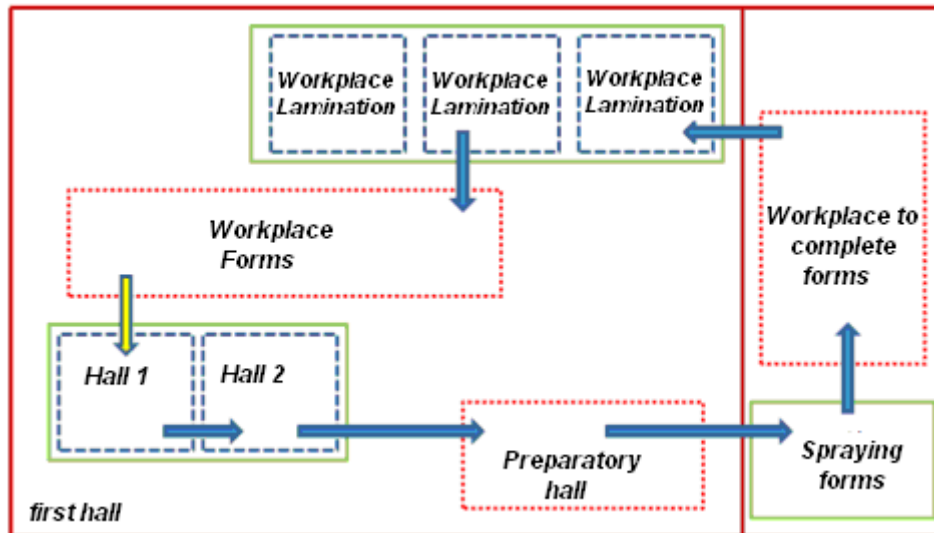 Workplace
Lamination
Workplace
Lamination
Workplace
Lamination
Workplace
Forms
Workplace to
complete
forms
Hall 1
Hall 2
Preparatory
hall
Spraying
forms
first hall